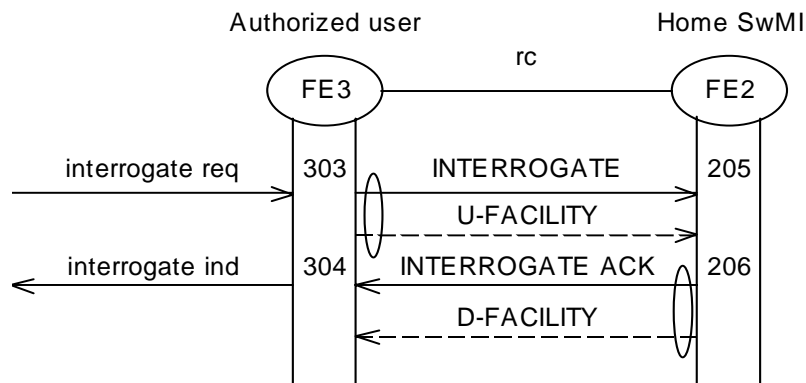 Authorized user Home SwMI
rc
FE3 FE2
interrogate req 303 INTERROGATE 205
U-FACILITY
interrogate ind 304 INTERROGATE ACK 206
D-FACILITY